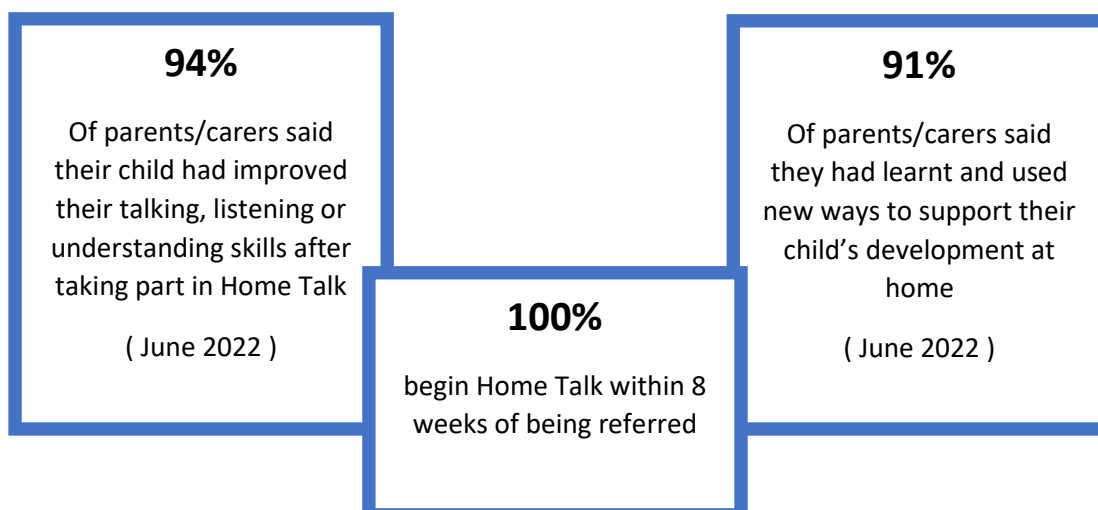 94%
Of parents/carers said
their child had improved
their talking, listening or
understanding skills after
taking part in Home Talk
( June 2022 )
100%
begin Home Talk within 8
weeks of being referred
91%
Of parents/carers said
they had learnt and used
new ways to support their
child’s development at
home
( June 2022 )